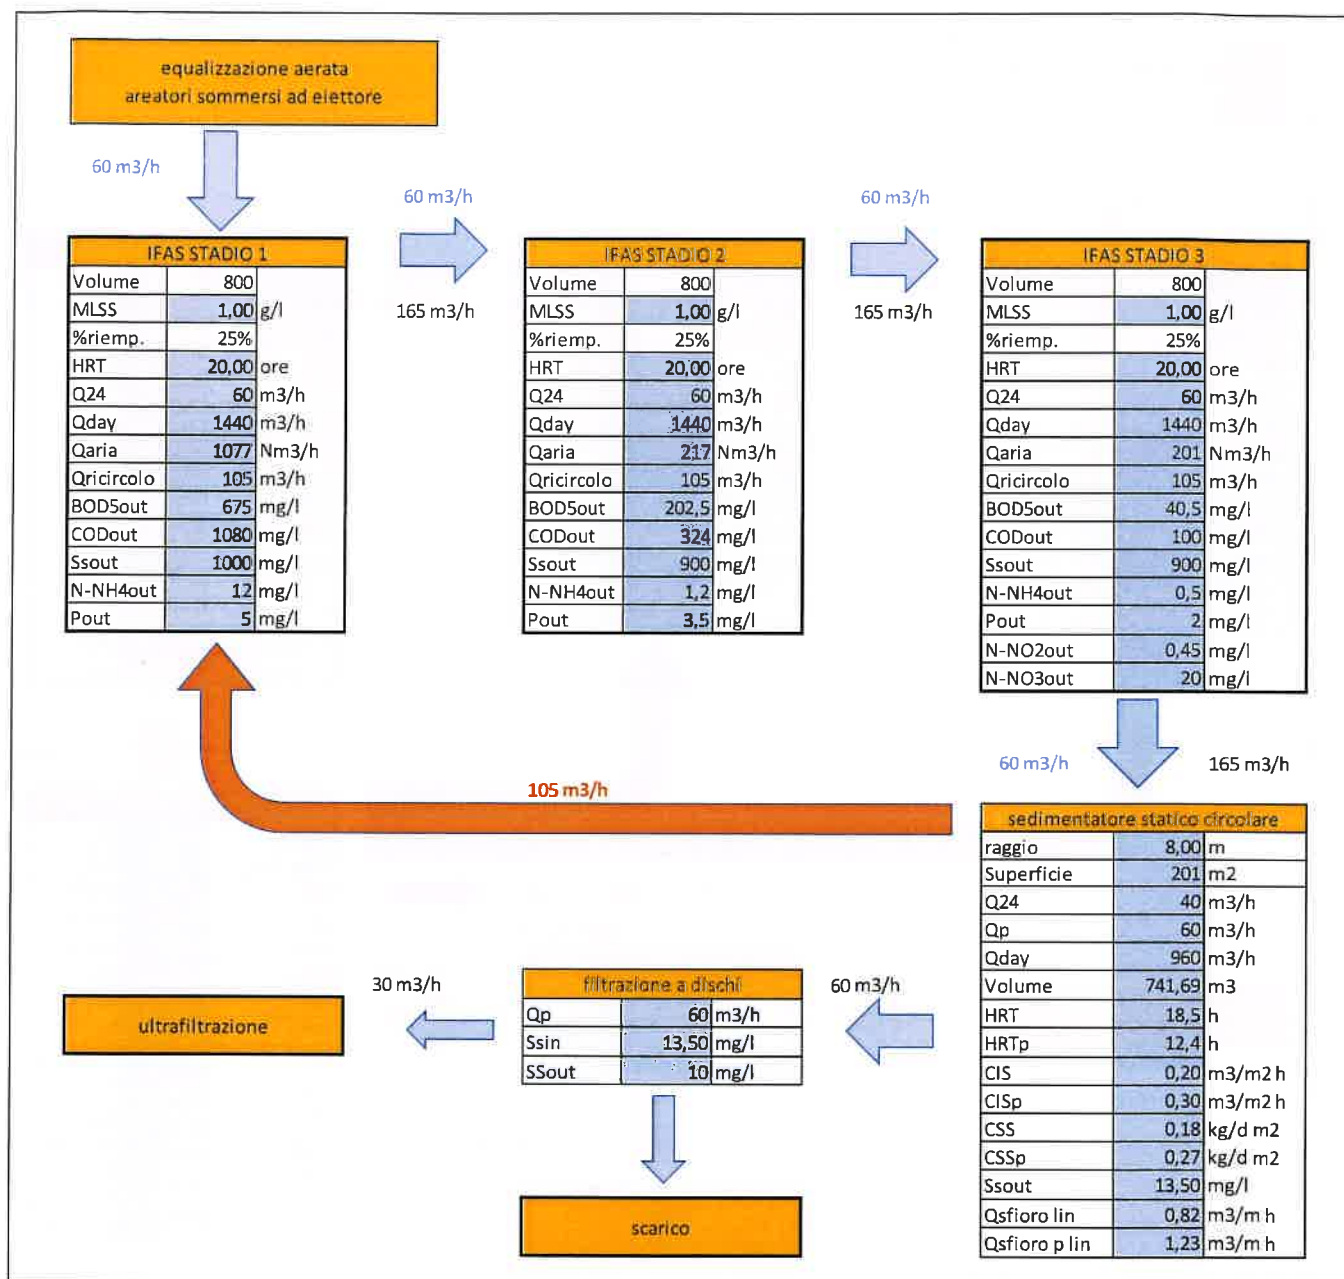 equalizzazione aerata
areatori sommersi ad eiettore
60 m3/h
60 m3/h
165 m3/h
60 m3/h
165 m3/h
IFAS STADIO 1
Volume 800
MLSS 1,00 g/l
%riemp. 25%
HRT 20,00 ore
Q24 60 m3/h
Qday 1440 m3/h
Qaria 1077 Nm3/h
Qricircolo 105 m3/h
BOD5out 675 mg/l
CODout 1080 mg/l
Ssout 1000 mg/l
N-NH4out 12 mg/l
Pout 5 mg/l
IFAS STADIO 2
Volume 800
MLSS 1,00 g/l
%riemp. 25%
HRT 20,00 ore
Q24 60 m3/h
Qday 1440 m3/h
Qaria 217 Nm3/h
Qricircolo 105 m3/h
BOD5out 202,5 mg/l
CODout 324 mg/l
Ssout 900 mg/l
N-NH4out 1,2 mg/l
Pout 3,5 mg/l
IFAS STADIO 3
Volume 800
MLSS 1,00 g/l
%riemp. 25%
HRT 20,00 ore
Q24 60 m3/h
Qday 1440 m3/h
Qaria 201 Nm3/h
Qricircolo 105 m3/h
BOD5out 40,5 mg/l
CODout 100 mg/l
Ssout 900 mg/l
N-NH4out 0,5 mg/l
Pout 2 mg/l
N-NO2out 0,45 mg/l
N-NO3out 20 mg/l
60 m3/h
165 m3/h
105 m3/h
sedimentatore statico circolare
raggio 8,00 m
Superficie 201 m2
Q24 40 m3/h
Qp 60 m3/h
Qday 960 m3/h
Volume 741,69 m3
HRT 18,5 h
HRTp 12,4 h
CIS 0,20 m3/m2 h
CISp 0,30 m3/m2 h
CSS 0,18 kg/d m2
CSSp 0,27 kg/d m2
Ssout 13,50 mg/l
Qsfioro lin 0,82 m3/m h
Qsfioro p lin 1,23 m3/m h
60 m3/h
filtrazione a dischi
Qp 60 m3/h
Ssin 13,50 mg/l
SSout 10 mg/l
30 m3/h
ultrafiltrazione
scarico